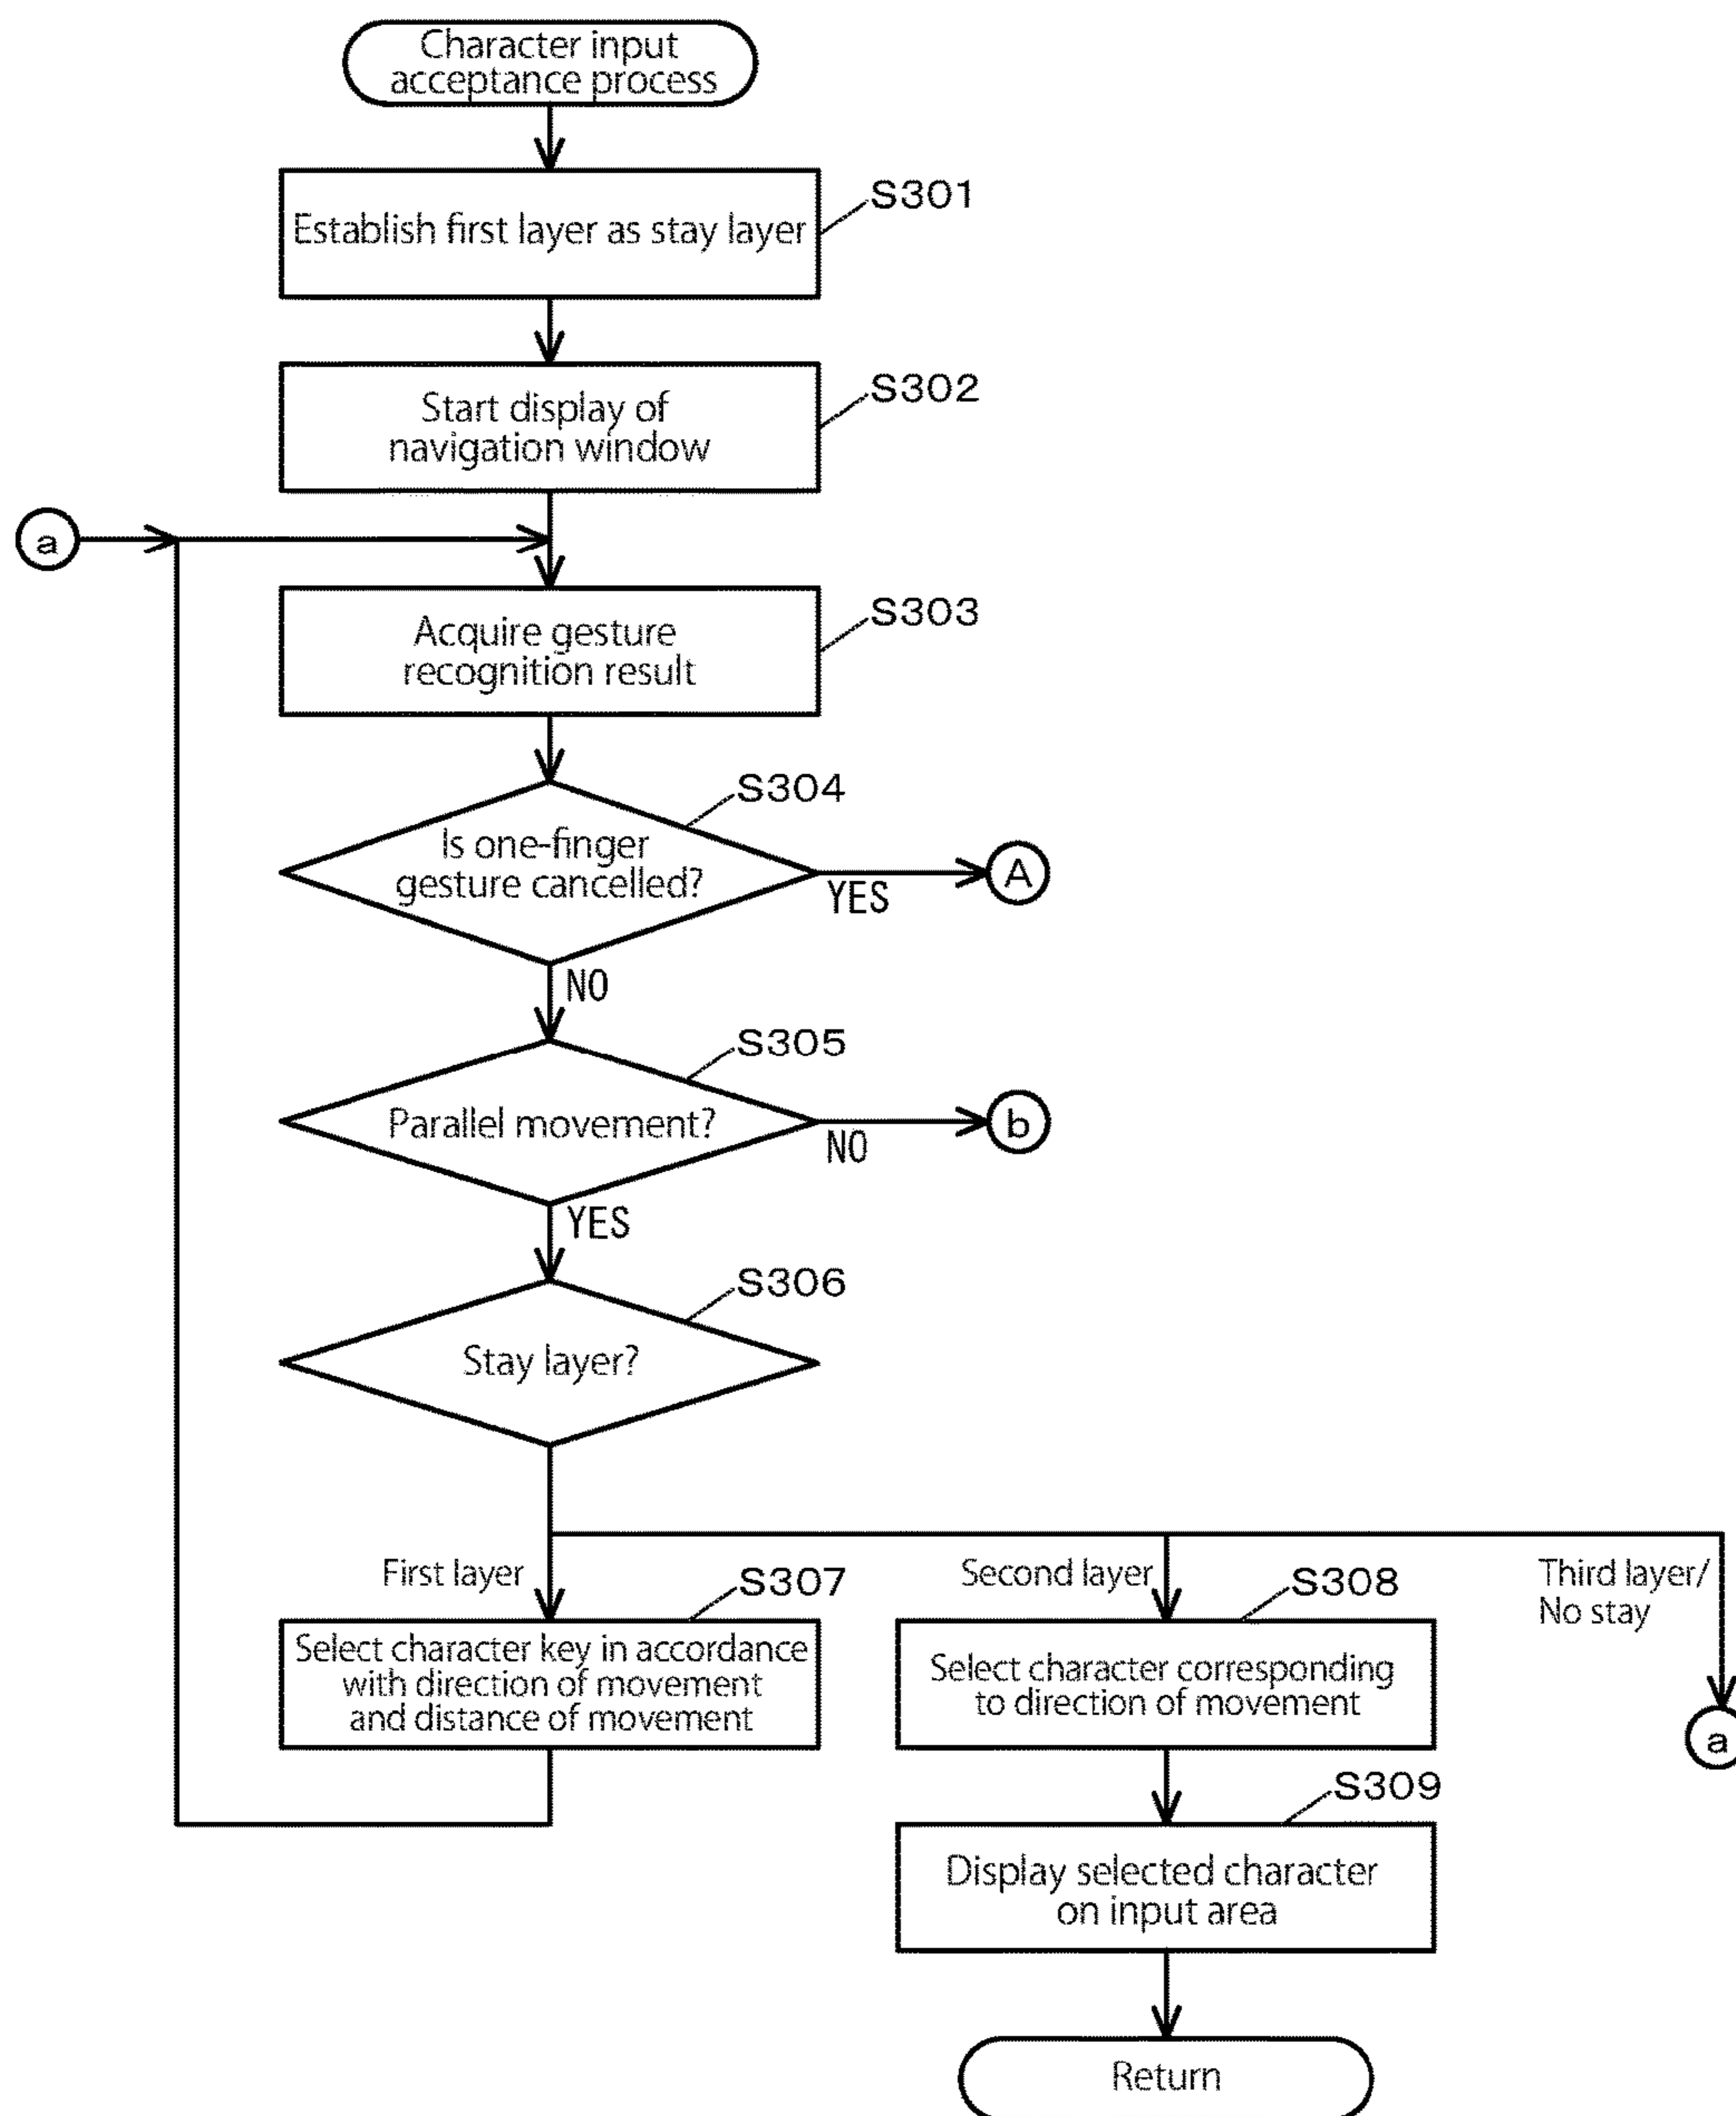 Character input
acceptance process
S301
Establish first layer as stay layer
S302
Start display of
navigation window
a
S303
Acquire gesture
recognition result
S304
Is one-finger
gesture cancelled?
A
YES
NO
S305
Parallel movement?
b
NO
YES
S306
Stay layer?
First layer
S307
Second layer
S308
Third layer/
No stay
Select character key in accordance
with direction of movement
and distance of movement
Select character corresponding
to direction of movement
a
S309
Display selected character
on input area
Return